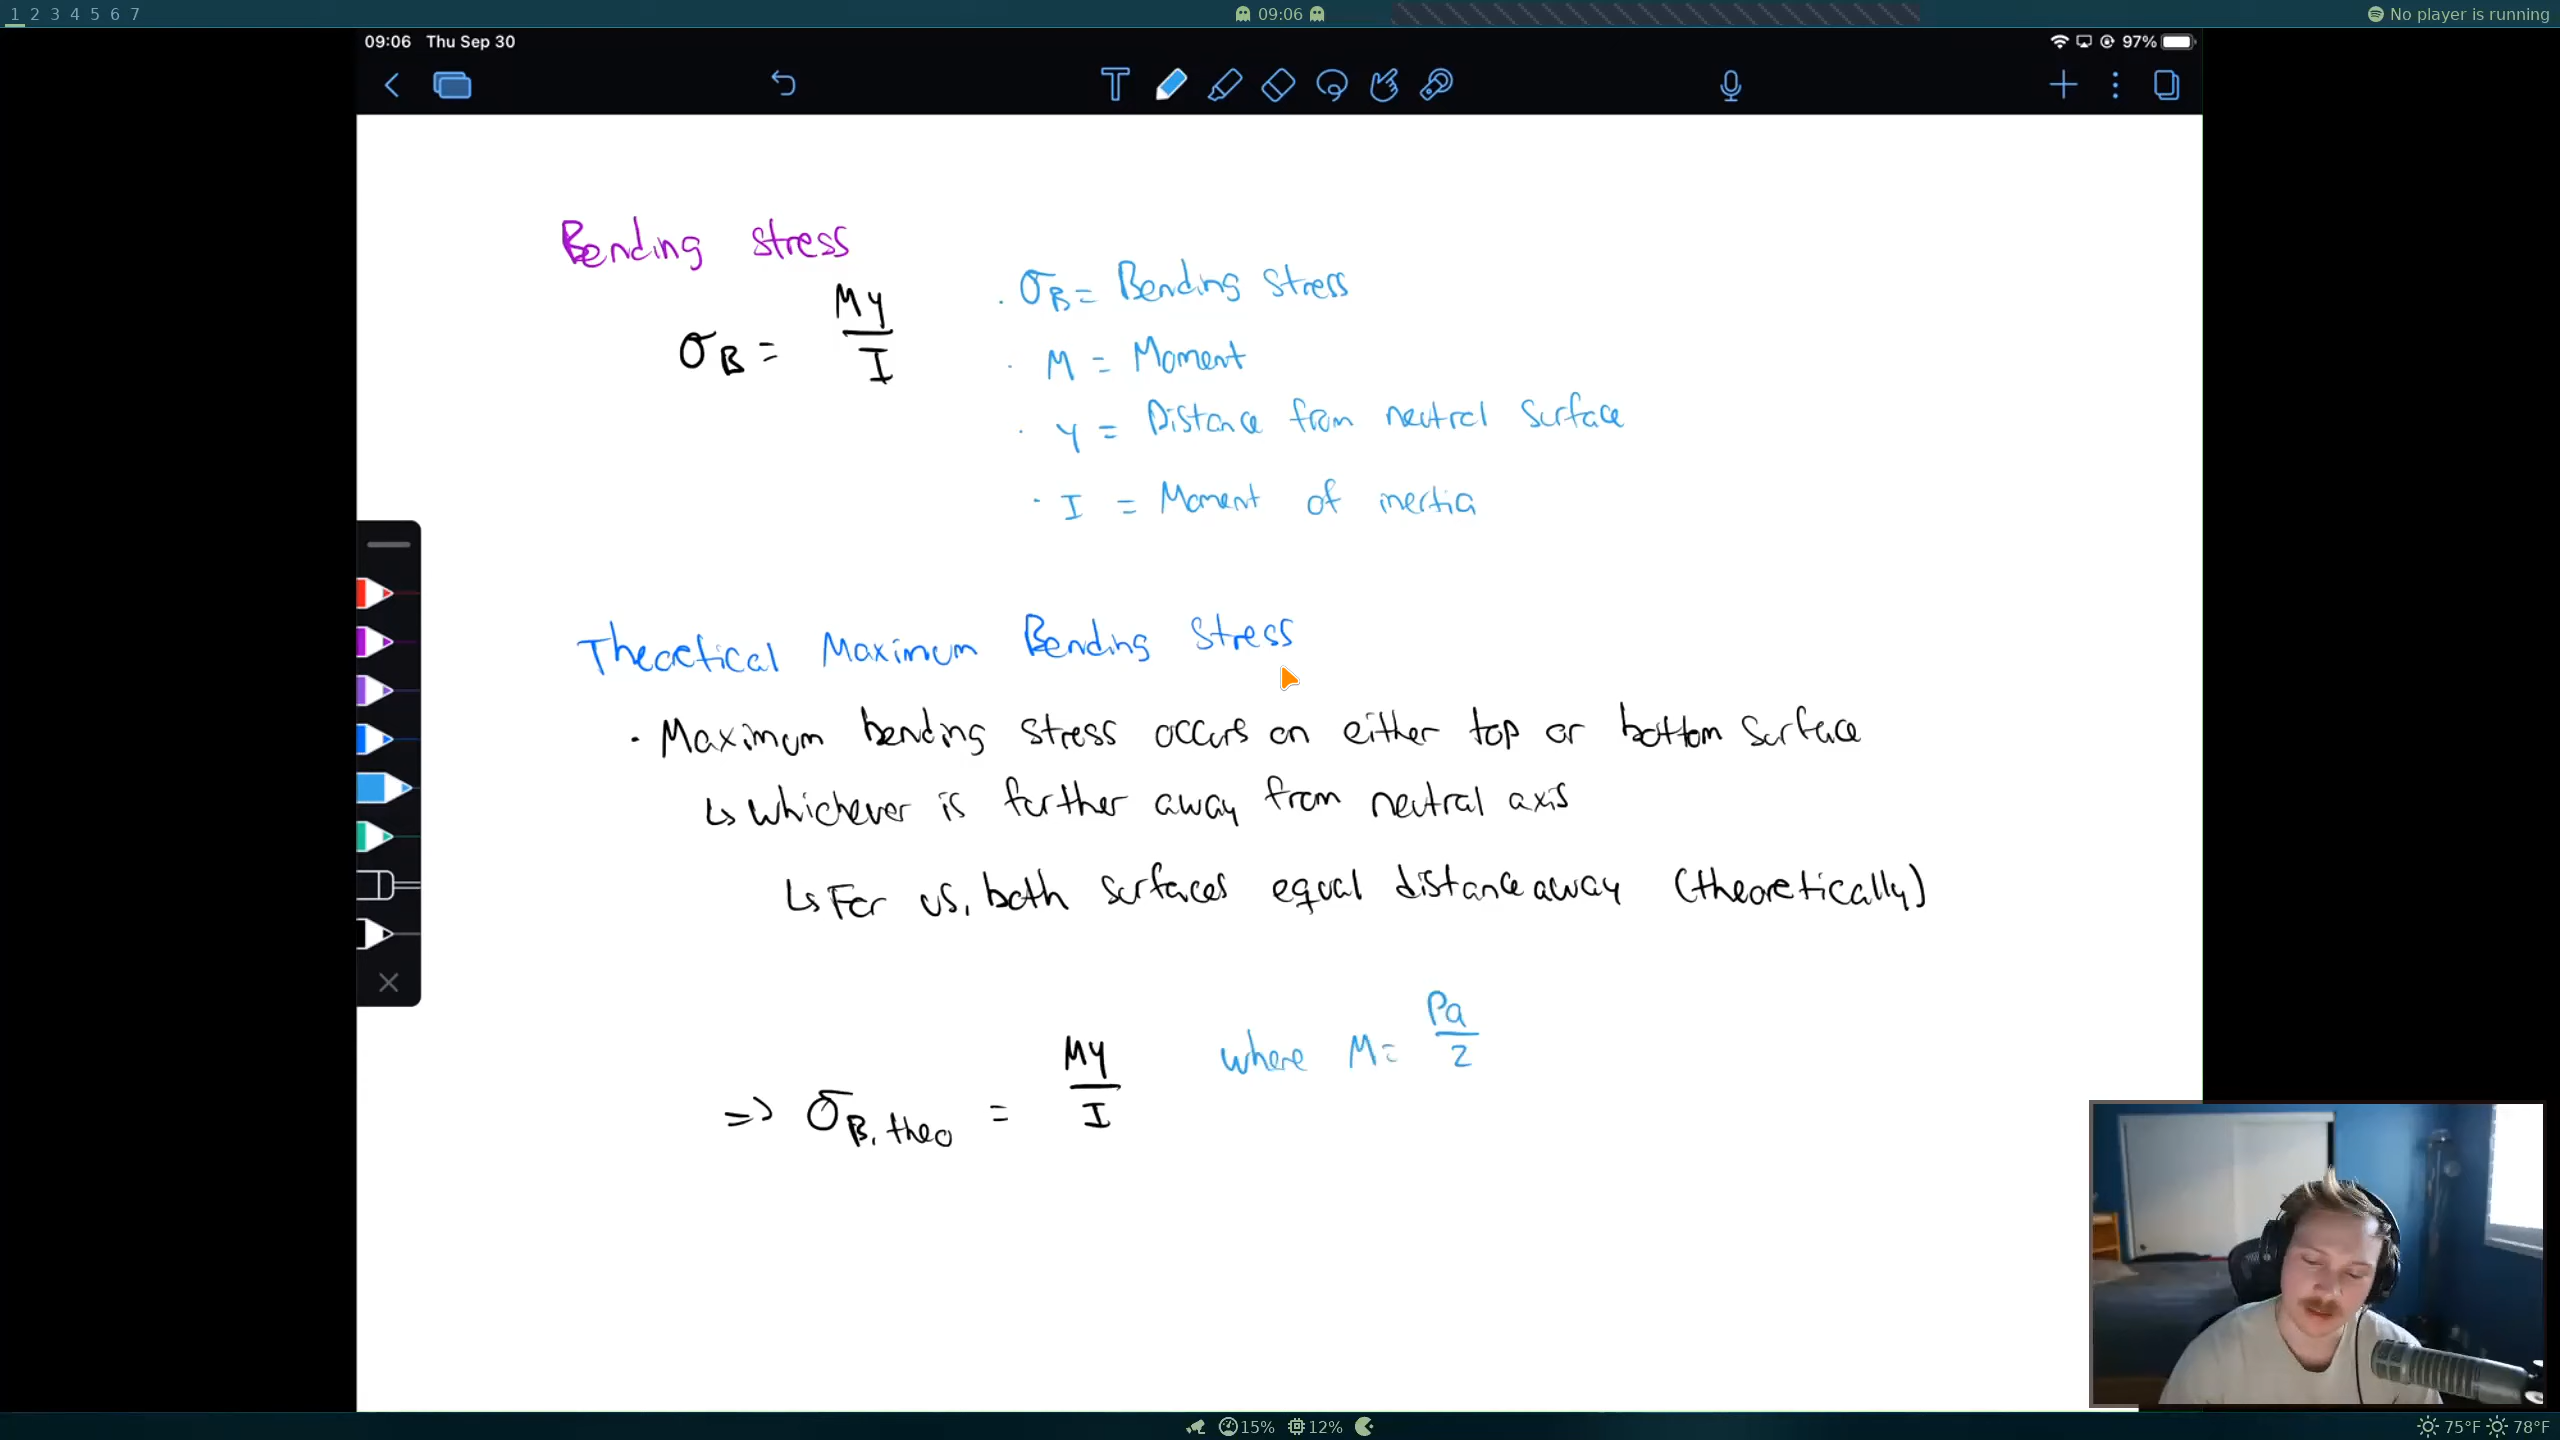 1 2 3 4 5 6 7
09:06
No player is running
09:06 Thu Sep 30
97%
Bending stress
σB = My/I
· σB = Bending Stress
· M = Moment
· y = Distance from neutral surface
· I = Moment of inertia
Theoretical Maximum Bending Stress
· Maximum bending stress occurs on either top or bottom surface
↳ whichever is further away from neutral axis
↳ For us, both surfaces equal distance away (theoretically)
=> σB, theo = My/I where M = Pa/2
15% 12%
75°F 78°F